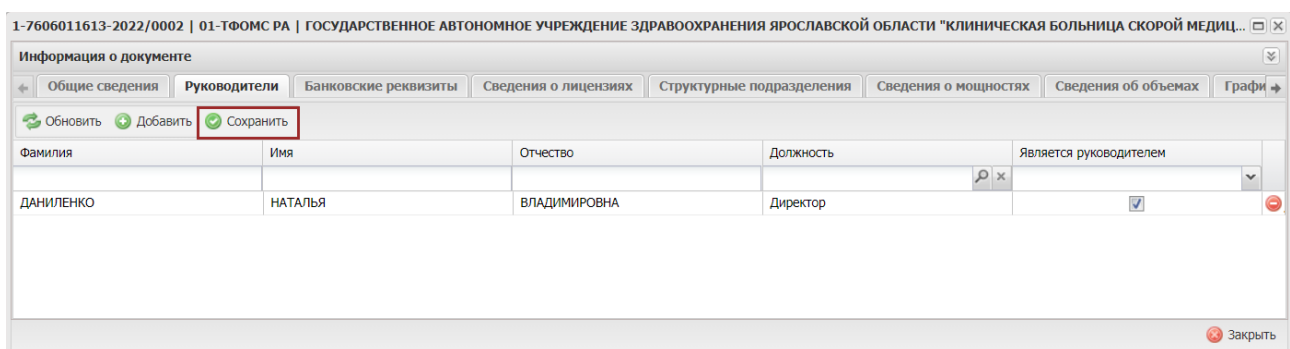 1-7606011613-2022/0002 | 01-ТФОМС РА | ГОСУДАРСТВЕННОЕ АВТОНОМНОЕ УЧРЕЖДЕНИЕ ЗДРАВООХРАНЕНИЯ ЯРОСЛАВСКОЙ ОБЛАСТИ "КЛИНИЧЕСКАЯ БОЛЬНИЦА СКОРОЙ МЕДИЦ...
Информация о документе
Общие сведения Руководители Банковские реквизиты Сведения о лицензиях Структурные подразделения Сведения о мощностях Сведения об объемах Графи
Обновить Добавить Сохранить
Фамилия Имя Отчество Должность Является руководителем
ДАНИЛЕНКО НАТАЛЬЯ ВЛАДИМИРОВНА Директор
Закрыть